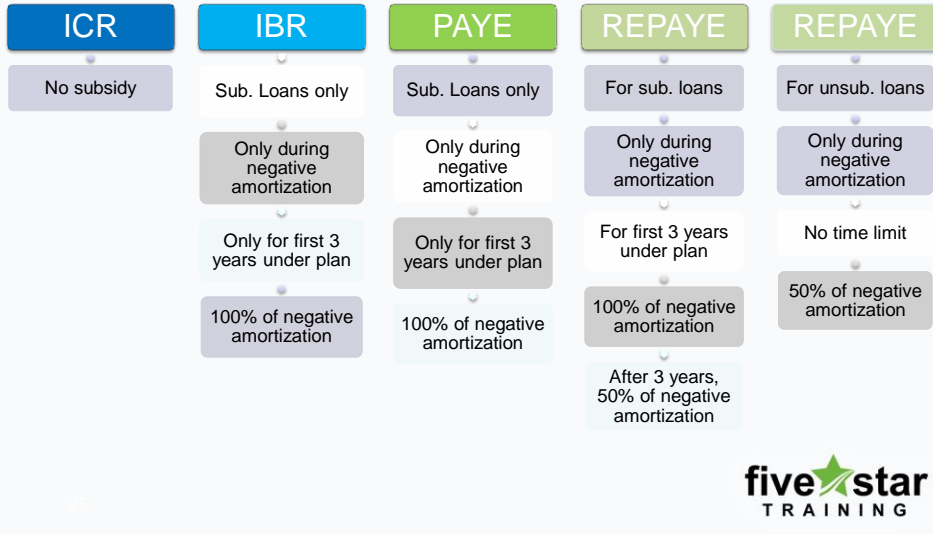 ICR
No subsidy
IBR
Sub. Loans only
Only during
negative
amortization
Only for first 3
years under plan
100% of negative
amortization
PAYE
Sub. Loans only
Only during
negative
amortization
Only for first 3
years under plan
100% of negative
amortization
REPAYE
For sub. loans
Only during
negative
amortization
For first 3 years
under plan
100% of negative
amortization
After 3 years,
50% of negative
amortization
REPAYE
For unsub. loans
Only during
negative
amortization
No time limit
50% of negative
amortization
25
five star
TRAINING